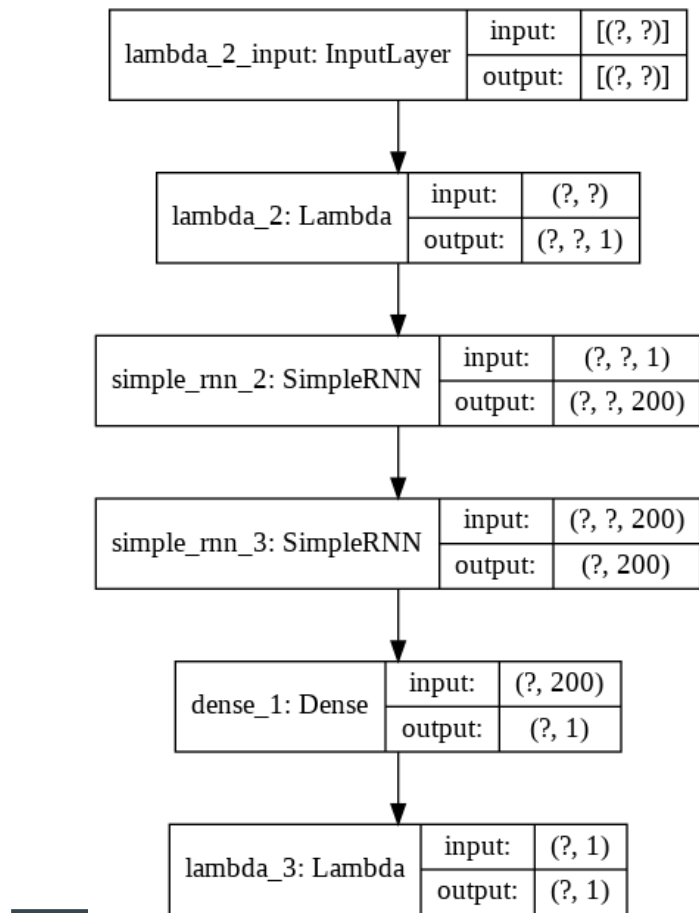 lambda_2_input: InputLayer input: [(?, ?)]
output: [(?, ?)]
lambda_2: Lambda input: (?, ?)
output: (?, ?, 1)
simple_rnn_2: SimpleRNN input: (?, ?, 1)
output: (?, ?, 200)
simple_rnn_3: SimpleRNN input: (?, ?, 200)
output: (?, 200)
dense_1: Dense input: (?, 200)
output: (?, 1)
lambda_3: Lambda input: (?, 1)
output: (?, 1)